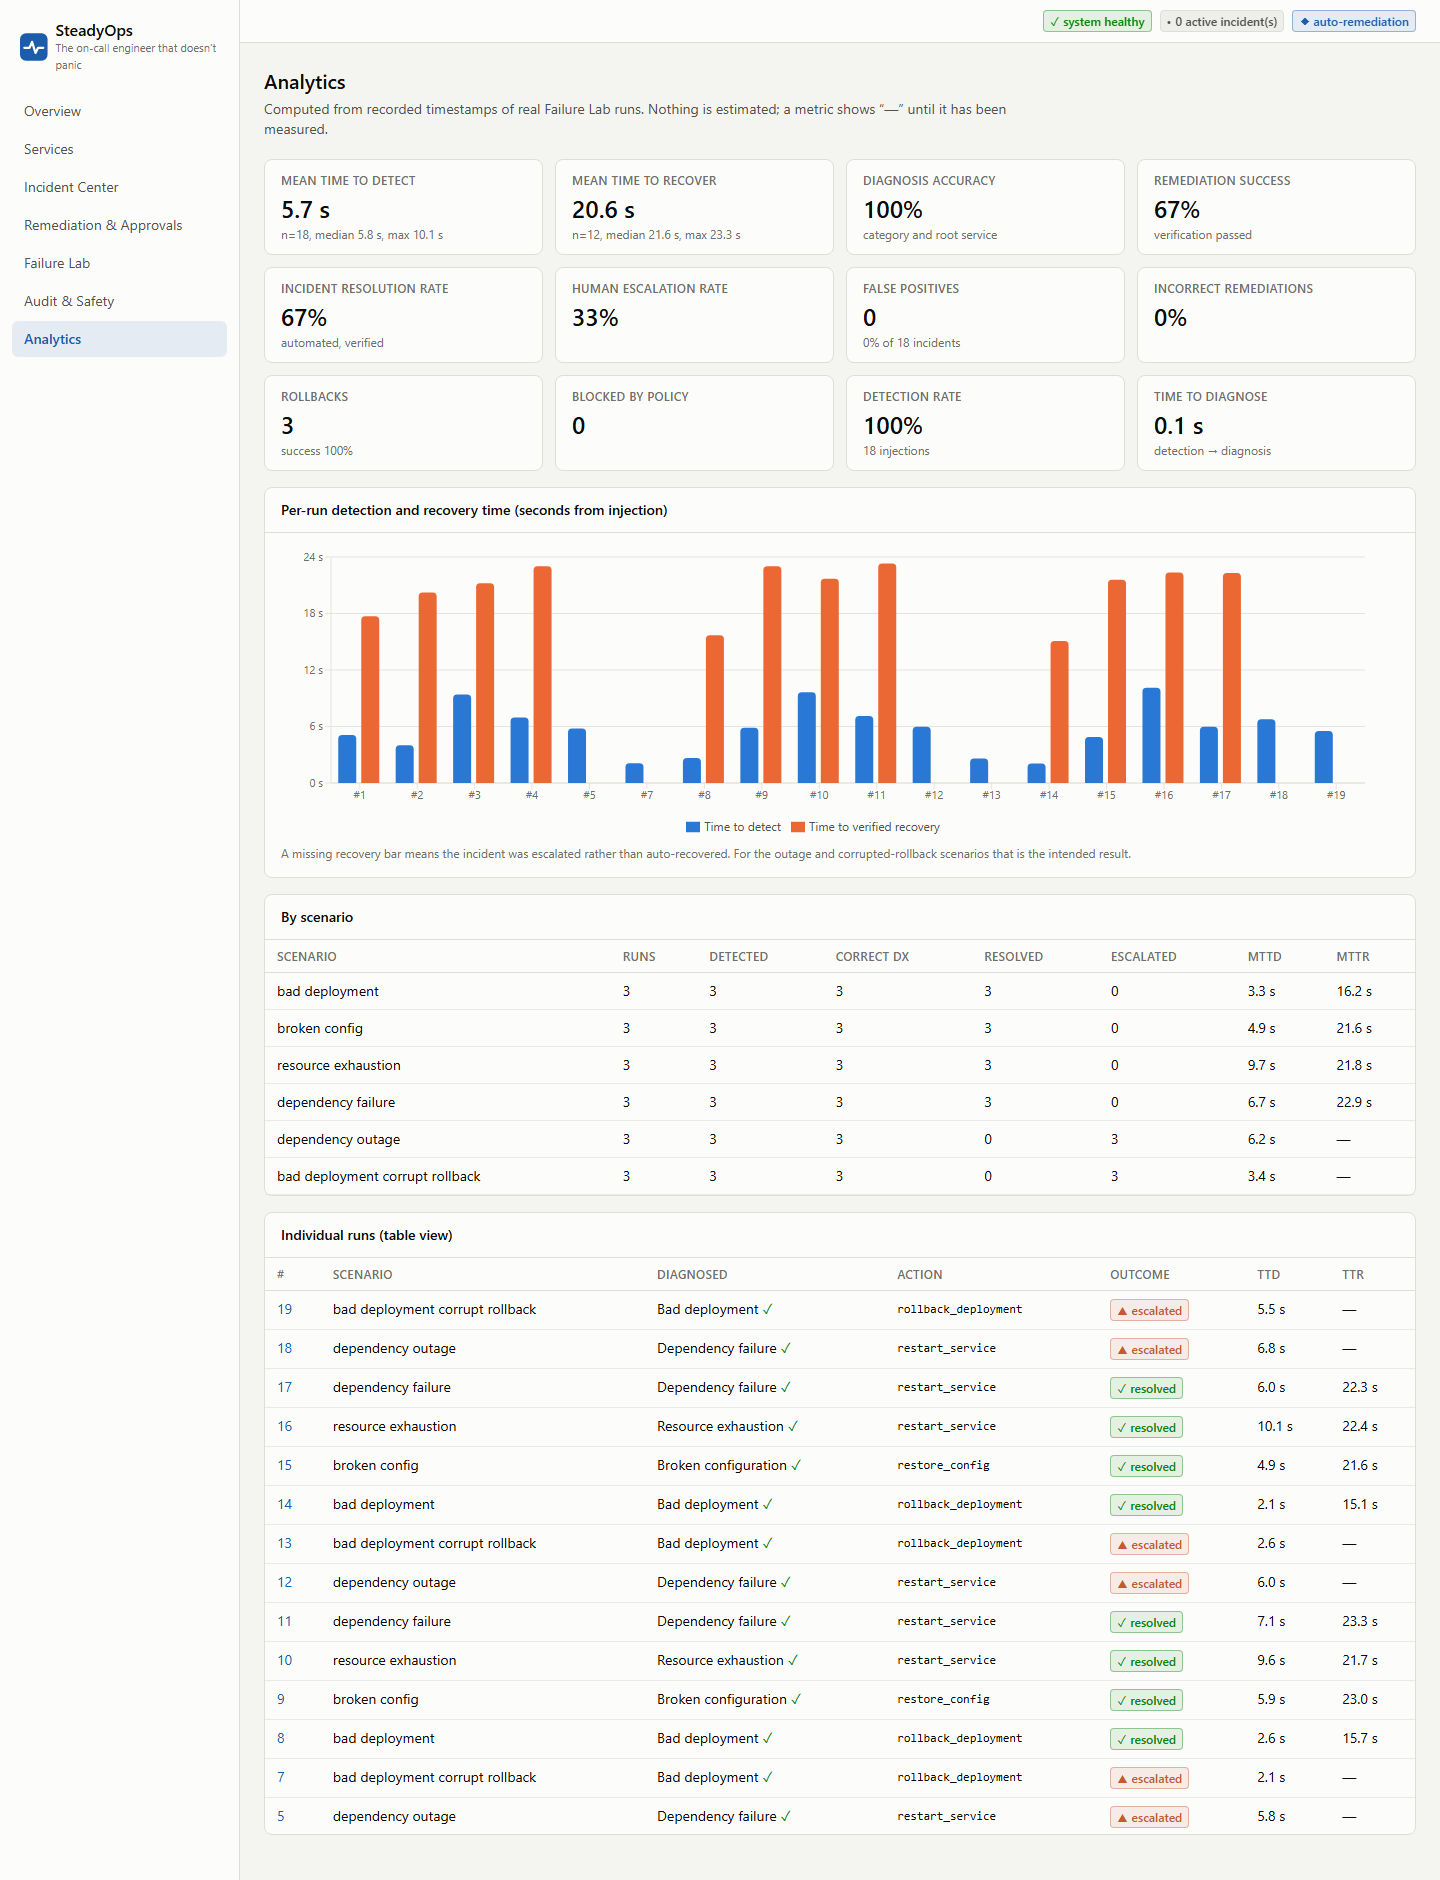 SteadyOps
The on-call engineer that doesn't
panic
Overview
Services
Incident Center
Remediation & Approvals
Failure Lab
Audit & Safety
Analytics
✓ system healthy
• 0 active incident(s)
◆ auto-remediation
Analytics
Computed from recorded timestamps of real Failure Lab runs. Nothing is estimated; a metric shows “—” until it has been
measured.
MEAN TIME TO DETECT
5.7 s
n=18, median 5.8 s, max 10.1 s
MEAN TIME TO RECOVER
20.6 s
n=12, median 21.6 s, max 23.3 s
DIAGNOSIS ACCURACY
100%
category and root service
REMEDIATION SUCCESS
67%
verification passed
INCIDENT RESOLUTION RATE
67%
automated, verified
HUMAN ESCALATION RATE
33%
FALSE POSITIVES
0
0% of 18 incidents
INCORRECT REMEDIATIONS
0%
ROLLBACKS
3
success 100%
BLOCKED BY POLICY
0
DETECTION RATE
100%
18 injections
TIME TO DIAGNOSE
0.1 s
detection → diagnosis
Per-run detection and recovery time (seconds from injection)
24 s
18 s
12 s
6 s
0 s
#1 #2 #3 #4 #5 #7 #8 #9 #10 #11 #12 #13 #14 #15 #16 #17 #18 #19
Time to detect Time to verified recovery
A missing recovery bar means the incident was escalated rather than auto-recovered. For the outage and corrupted-rollback scenarios that is the intended result.
By scenario
SCENARIO RUNS DETECTED CORRECT DX RESOLVED ESCALATED MTTD MTTR
bad deployment 3 3 3 3 0 3.3 s 16.2 s
broken config 3 3 3 3 0 4.9 s 21.6 s
resource exhaustion 3 3 3 3 0 9.7 s 21.8 s
dependency failure 3 3 3 3 0 6.7 s 22.9 s
dependency outage 3 3 3 0 3 6.2 s —
bad deployment corrupt rollback 3 3 3 0 3 3.4 s —
Individual runs (table view)
# SCENARIO DIAGNOSED ACTION OUTCOME TTD TTR
19 bad deployment corrupt rollback Bad deployment ✓ rollback_deployment ▲ escalated 5.5 s —
18 dependency outage Dependency failure ✓ restart_service ▲ escalated 6.8 s —
17 dependency failure Dependency failure ✓ restart_service ✓ resolved 6.0 s 22.3 s
16 resource exhaustion Resource exhaustion ✓ restart_service ✓ resolved 10.1 s 22.4 s
15 broken config Broken configuration ✓ restore_config ✓ resolved 4.9 s 21.6 s
14 bad deployment Bad deployment ✓ rollback_deployment ✓ resolved 2.1 s 15.1 s
13 bad deployment corrupt rollback Bad deployment ✓ rollback_deployment ▲ escalated 2.6 s —
12 dependency outage Dependency failure ✓ restart_service ▲ escalated 6.0 s —
11 dependency failure Dependency failure ✓ restart_service ✓ resolved 7.1 s 23.3 s
10 resource exhaustion Resource exhaustion ✓ restart_service ✓ resolved 9.6 s 21.7 s
9 broken config Broken configuration ✓ restore_config ✓ resolved 5.9 s 23.0 s
8 bad deployment Bad deployment ✓ rollback_deployment ✓ resolved 2.6 s 15.7 s
7 bad deployment corrupt rollback Bad deployment ✓ rollback_deployment ▲ escalated 2.1 s —
5 dependency outage Dependency failure ✓ restart_service ▲ escalated 5.8 s —